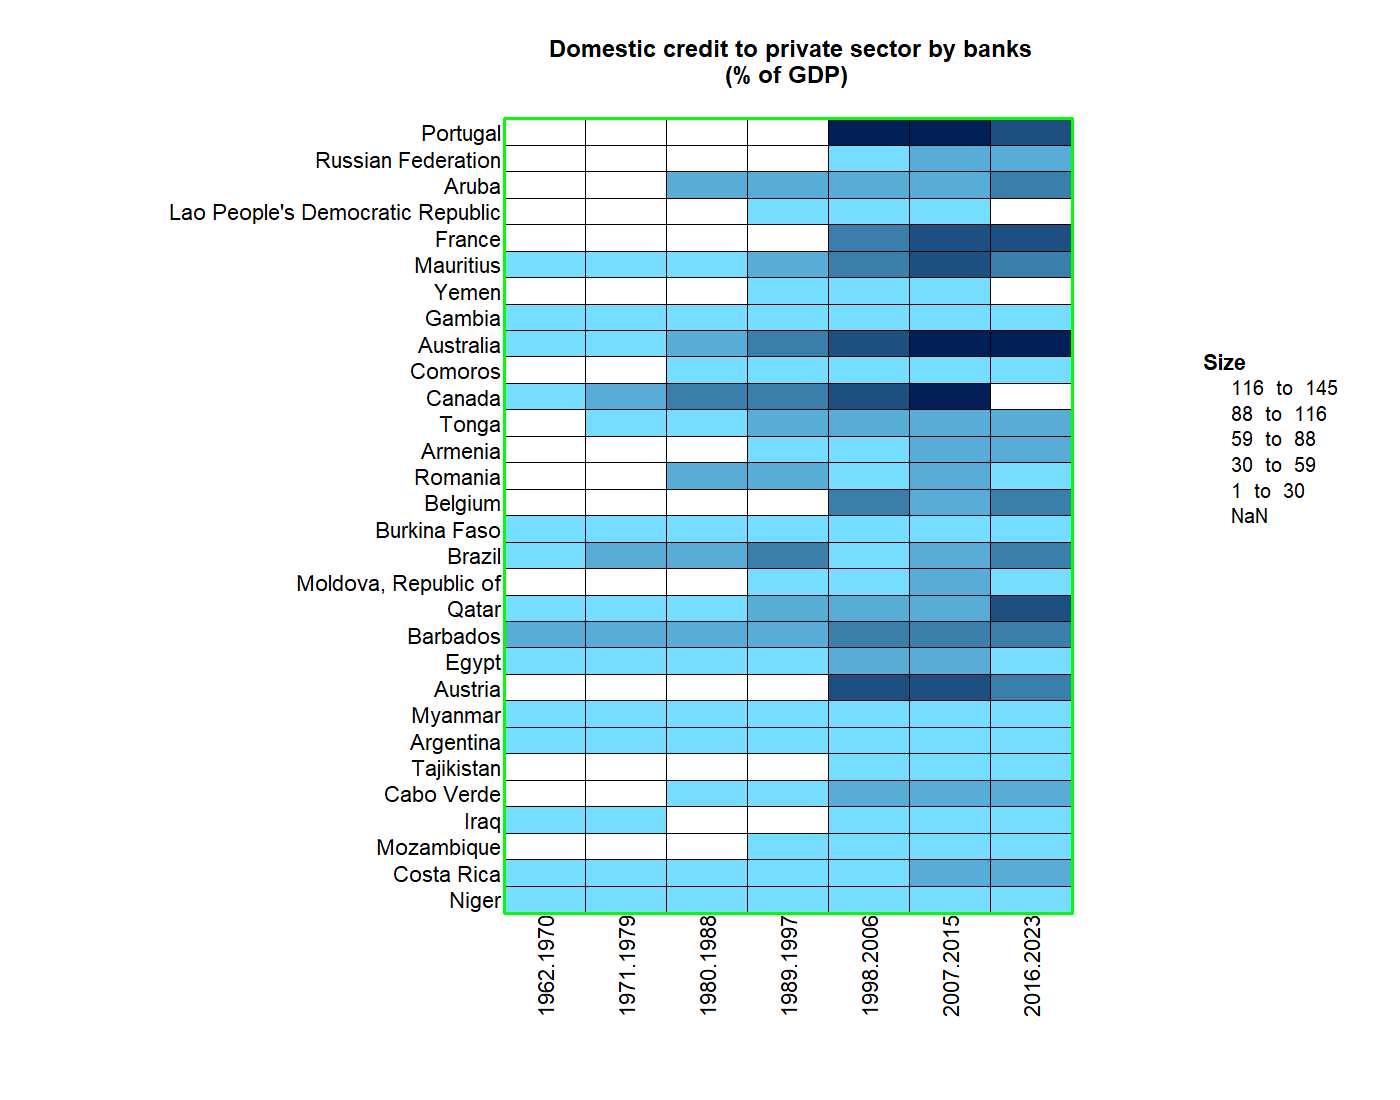 Domestic credit to private sector by banks
(% of GDP)
Portugal
Russian Federation
Aruba
Lao People's Democratic Republic
France
Mauritius
Yemen
Gambia
Australia
Comoros
Canada
Tonga
Armenia
Romania
Belgium
Burkina Faso
Brazil
Moldova, Republic of
Qatar
Barbados
Egypt
Austria
Myanmar
Argentina
Tajikistan
Cabo Verde
Iraq
Mozambique
Costa Rica
Niger
1962.1970
1971.1979
1980.1988
1989.1997
1998.2006
2007.2015
2016.2023
Size
116 to 145
88 to 116
59 to 88
30 to 59
1 to 30
NaN